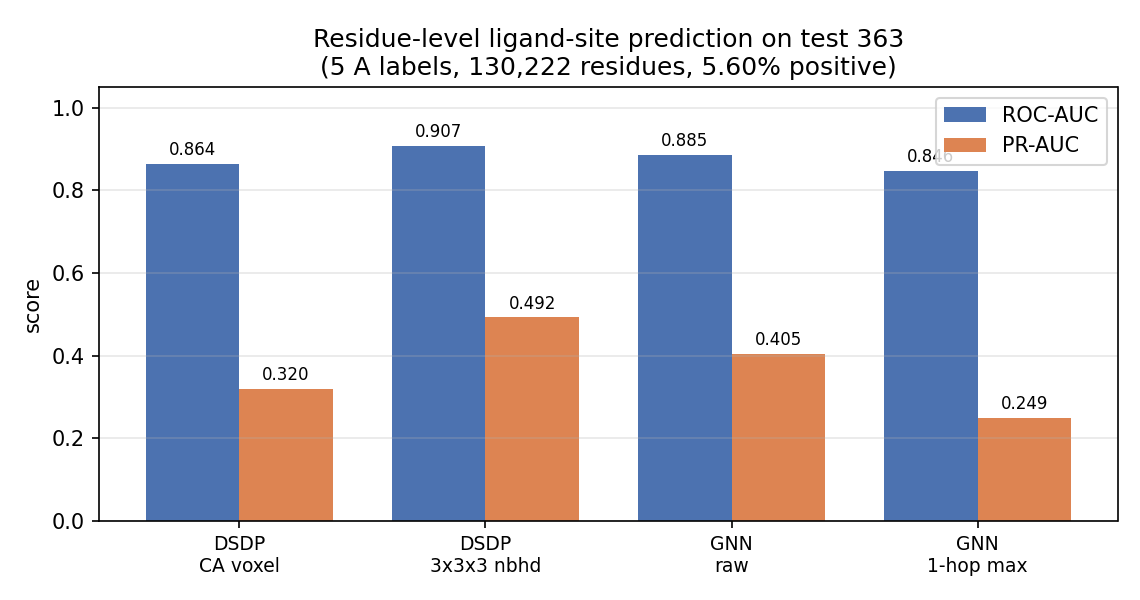 Residue-level ligand-site prediction on test 363
(5 A labels, 130,222 residues, 5.60% positive)
ROC-AUC
PR-AUC
score
1.0
0.8
0.6
0.4
0.2
0.0
0.864
0.320
0.907
0.492
0.885
0.405
0.846
0.249
DSDP
CA voxel
DSDP
3x3x3 nbhd
GNN
raw
GNN
1-hop max